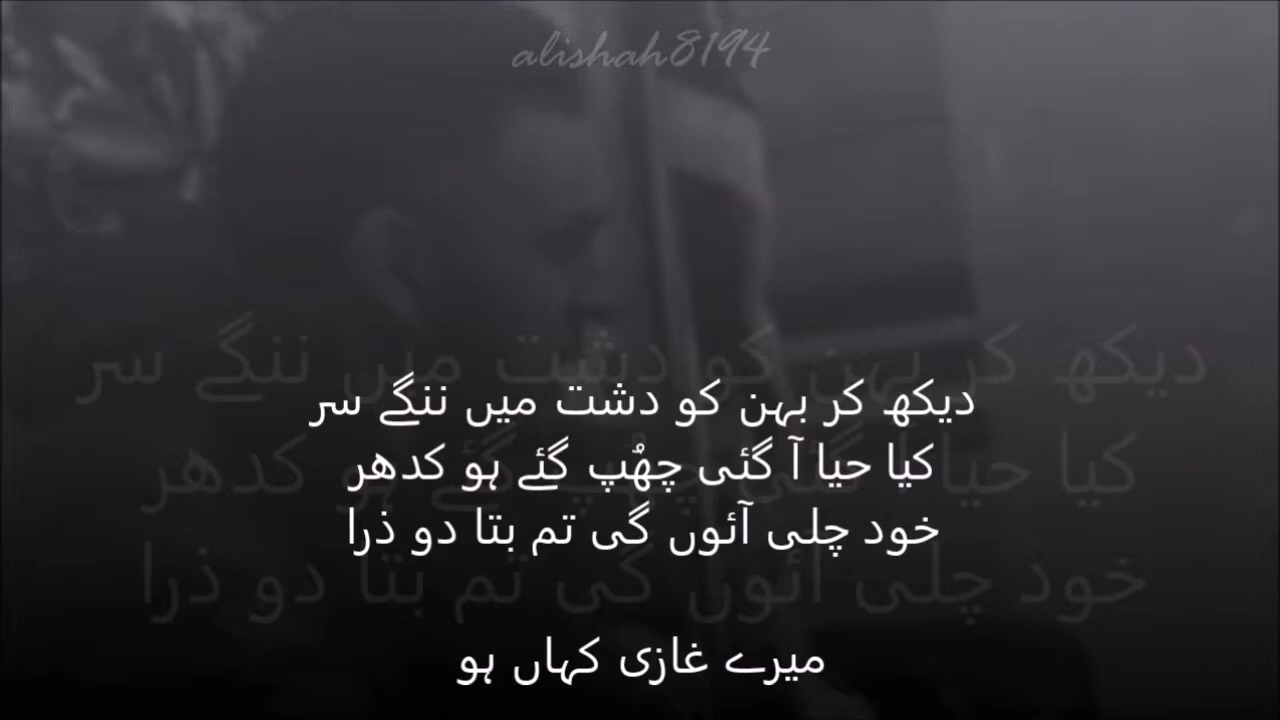 alishah8194
دیکھ کر بہن کو دشت میں ننگے سر
کیا حیا آ گئی چھُپ گئے ہو کدھر
خود چلی آئوں گی تم بتا دو ذرا
میرے غازی کہاں ہو